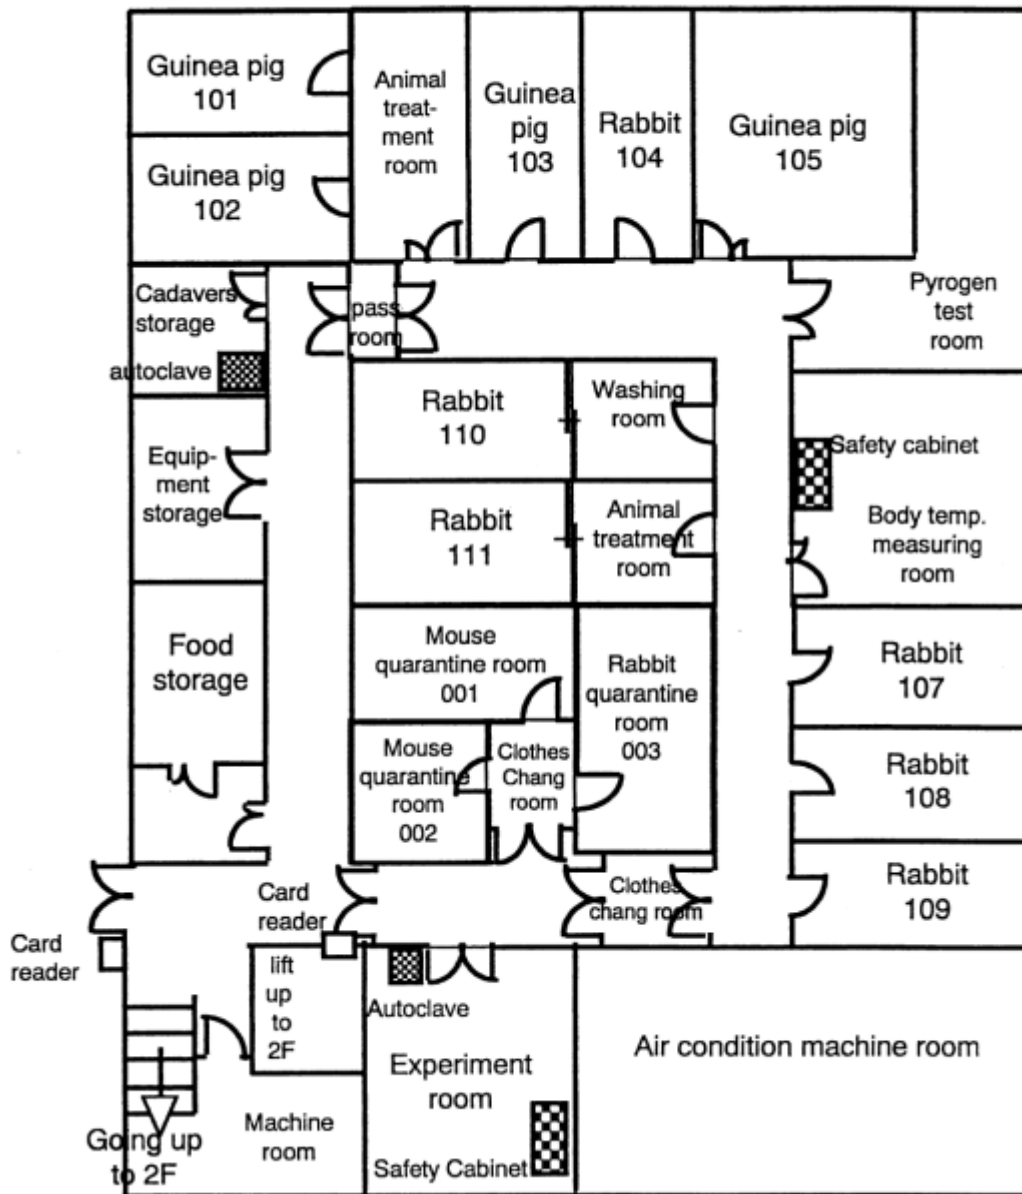 Guinea pig
101
Guinea pig
102
Animal
treat-
ment
room
Guinea
pig
103
Rabbit
104
Guinea pig
105
Cadavers
storage
autoclave
pass
room
Pyrogen
test
room
Equip-
ment
storage
Rabbit
110
Washing
room
Safety cabinet
Rabbit
111
Animal
treatment
room
Body temp.
measuring
room
Food
storage
Mouse
quarantine room
001
Rabbit
quarantine
room
003
Rabbit
107
Mouse
quarantine
room
002
Clothes
Chang
room
Rabbit
108
Card
reader
Clothes
chang room
Rabbit
109
Card
reader
lift
up
to
2F
Autoclave
Experiment
room
Air condition machine room
Going up
to 2F
Machine
room
Safety Cabinet